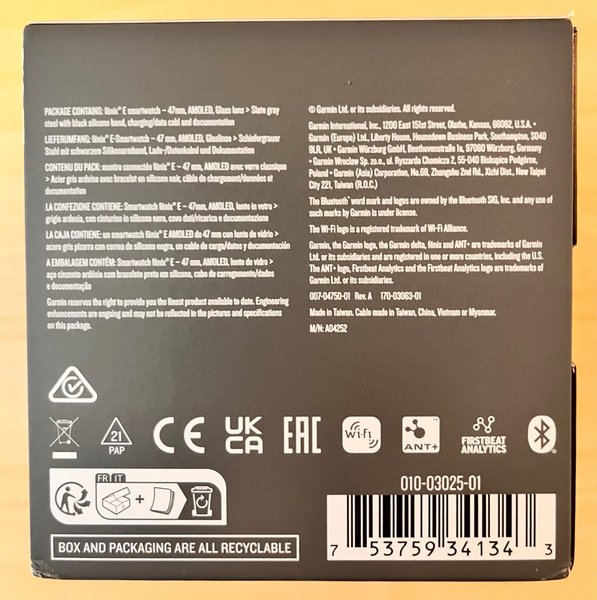 PACKAGE CONTAINS: fēnix® E smartwatch – 47mm, AMOLED, Glass lens > Slate gray
steel with black silicone band, charging/data cabl and documentation
LIEFERUMFANG: fēnix® E-Smartwatch – 47 mm, AMOLED, Glaslinse > Schiefergrauer
Stahl mit schwarzem Silikonarmband, Lade-/Datenkabel und Dokumentation
CONTENU DU PACK: montre connectée fēnix® E – 47 mm, AMOLED avec verre classique
> Acier gris ardoise avec bracelet en silicone noir, câble de chargement/données et
documentation
LA CONFEZIONE CONTIENE: Smartwatch fēnix® E – 47mm, AMOLED, lente in vetro >
grigio ardesia, con cinturino in silicone nero, cavo dati/ricarica e documentazione
LA CAJA CONTIENE: un smartwatch fēnix® E AMOLED de 47 mm con lente de vidrio >
acero gris pizarra con correa de silicona negra, un cable de carga/datos y documentación
A EMBALAGEM CONTÉM: Smartwatch fēnix® E – 47 mm, AMOLED, lente de vidro >
aço cinzento ardósia com bracelete preta em silicone, cabo de carregamento/dados
e documentação
Garmin reserves the right to provide you the finest product available to date. Engineering
enhancements are ongoing and may not be reflected in the pictures and specifications
on this package.
© Garmin Ltd. or its subsidiaries. All rights reserved.
Garmin International, Inc., 1200 East 151st Street, Olathe, Kansas, 66062, U.S.A. •
Garmin (Europe) Ltd., Liberty House, Hounsdown Business Park, Southampton, SO40
9LR, UK • Garmin Würzburg GmbH, Beethovenstraße 1a, 97080 Würzburg, Germany
• Garmin Wroclaw Sp. zo.o., ul. Ryszarda Chomicza 2, 55-040 Biskupice Podgórne,
Poland • Garmin (Asia) Corporation, No.68, Zhangshu 2nd Rd., Xizhi Dist., New Taipei
City 221, Taiwan (R.O.C.)
The Bluetooth® word mark and logos are owned by the Bluetooth SIG, Inc. and any use of
such marks by Garmin is under license.
The Wi-Fi logo is a registered trademark of Wi-Fi Alliance.
Garmin, the Garmin logo, the Garmin delta, fēnix and ANT+ are trademarks of Garmin
Ltd. or its subsidiaries and are registered in one or more countries, including the U.S.
The ANT+ logo, Firstbeat Analytics and the Firstbeat Analytics logo are trademarks of
Garmin Ltd. or its subsidiaries.
007-04750-01 Rev. A 170-03063-01
Made in Taiwan. Cable made in Taiwan, China, Vietnam or Myanmar.
M/N: A04252
21
PAP
CE
UK
CA
EAC
Wi-Fi
ANT+
FIRSTBEAT
ANALYTICS
FR IT
+
BOX AND PACKAGING ARE ALL RECYCLABLE
010-03025-01
7 53759 34134 3